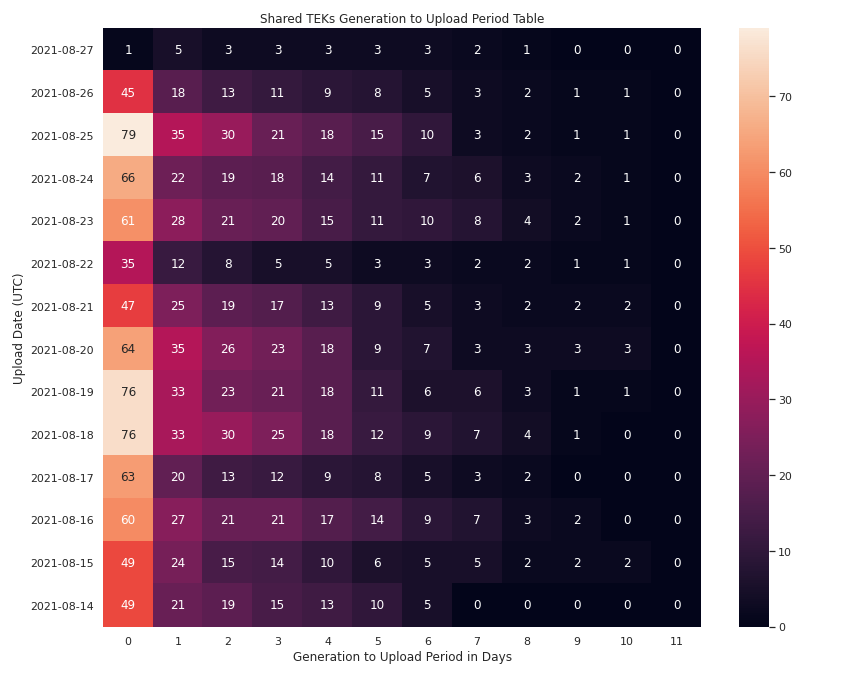 Shared TEKs Generation to Upload Period Table
Upload Date (UTC)
2021-08-27 1 5 3 3 3 3 3 2 1 0 0 0
2021-08-26 45 18 13 11 9 8 5 3 2 1 1 0
2021-08-25 79 35 30 21 18 15 10 3 2 1 1 0
2021-08-24 66 22 19 18 14 11 7 6 3 2 1 0
2021-08-23 61 28 21 20 15 11 10 8 4 2 1 0
2021-08-22 35 12 8 5 5 3 3 2 2 1 1 0
2021-08-21 47 25 19 17 13 9 5 3 2 2 2 0
2021-08-20 64 35 26 23 18 9 7 3 3 3 3 0
2021-08-19 76 33 23 21 18 11 6 6 3 1 1 0
2021-08-18 76 33 30 25 18 12 9 7 4 1 0 0
2021-08-17 63 20 13 12 9 8 5 3 2 0 0 0
2021-08-16 60 27 21 21 17 14 9 7 3 2 0 0
2021-08-15 49 24 15 14 10 6 5 5 2 2 2 0
2021-08-14 49 21 19 15 13 10 5 0 0 0 0 0
0 1 2 3 4 5 6 7 8 9 10 11
Generation to Upload Period in Days
70
60
50
40
30
20
10
0